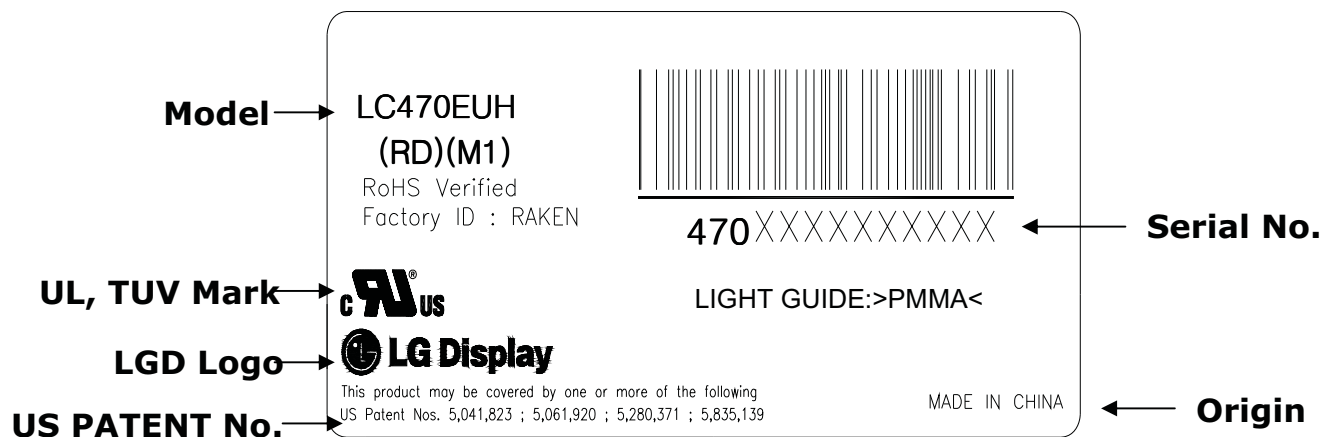 Model
LC470EUH
(RD)(M1)
RoHS Verified
Factory ID : RAKEN
470XXXXXXXXXX
Serial No.
UL, TUV Mark
C RU ® US
LIGHT GUIDE:>PMMA<
LGD Logo
LG Display
This product may be covered by one or more of the following
US PATENT No.
US Patent Nos. 5,041,823 ; 5,061,920 ; 5,280,371 ; 5,835,139
MADE IN CHINA
Origin